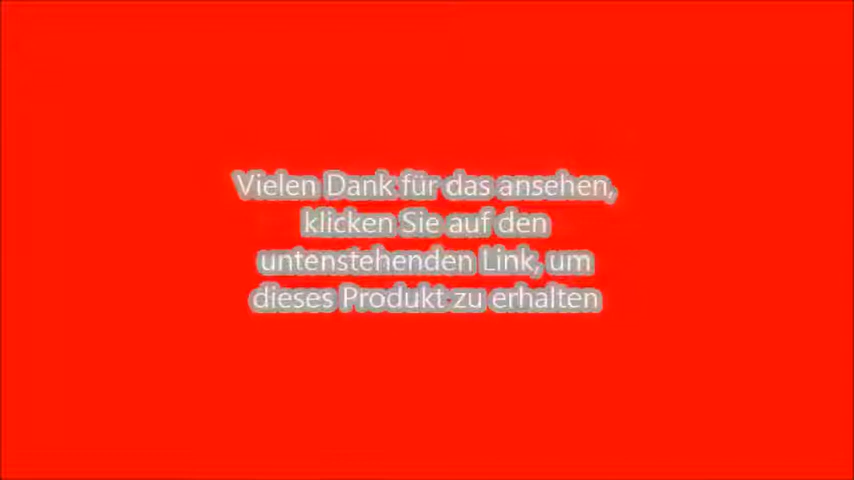 Vielen Dank für das ansehen,
klicken Sie auf den
untenstehenden Link, um
dieses Produkt zu erhalten